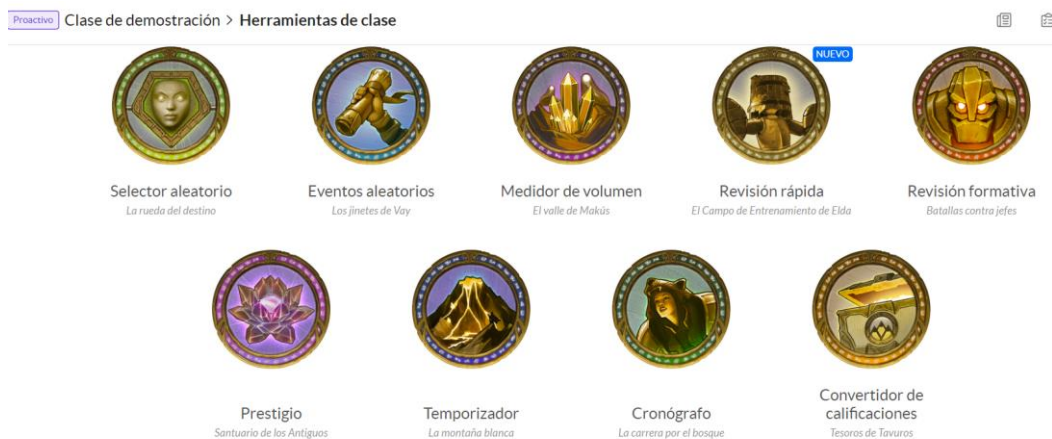 Proactivo Clase de demostración > Herramientas de clase
NUEVO
Selector aleatorio
La rueda del destino
Eventos aleatorios
Los jinetes de Vay
Medidor de volumen
El valle de Makús
Revisión rápida
El Campo de Entrenamiento de Elda
Revisión formativa
Batallas contra jefes
Prestigio
Santuario de los Antiguos
Temporizador
La montaña blanca
Cronógrafo
La carrera por el bosque
Convertidor de
calificaciones
Tesoros de Tavuros